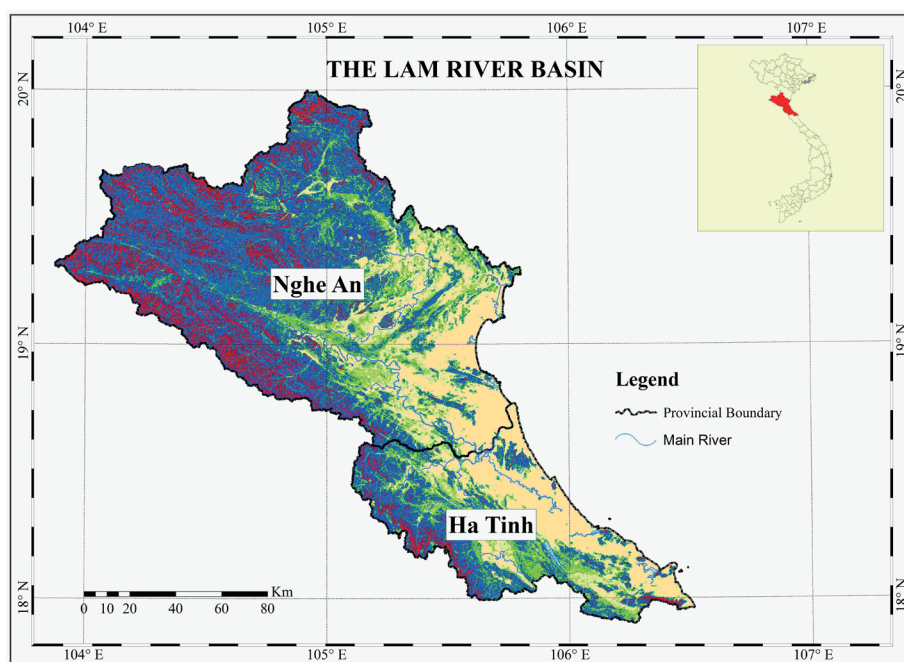 104° E
105° E
106° E
107° E
THE LAM RIVER BASIN
20° N
20° N
Nghe An
19° N
19° N
Legend
Provincial Boundary
Main River
Ha Tinh
Km
0 5 10 20 40 60 80
18° N
18° N
104° E
105° E
106° E
107° E